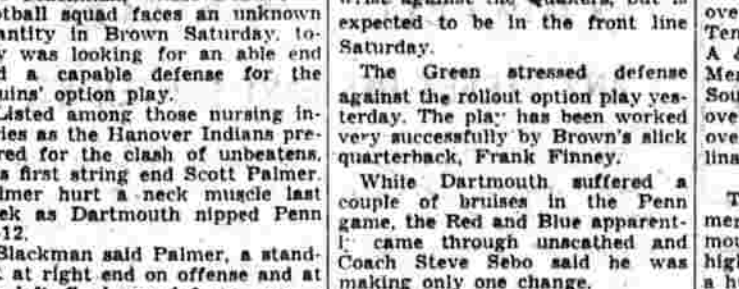 otball squad faces an unknown
antity in Brown Saturday, to-
y was looking for an able end
d a capable defense for the
uins' option play.
Listed among those nursing in-
ies as the Hanover Indians pre-
red for the clash of unbeatens,
s first string end Scott Palmer.
lmer hurt a neck muscle last
ek as Dartmouth nipped Penn
-12.
Blackman said Palmer, a stand-
at right end on offense and at
expected to be in the front line
Saturday.
The Green stressed defense
against the rollout option play yes-
terday. The play has been worked
very successfully by Brown's slick
quarterback, Frank Finney.
While Dartmouth suffered a
couple of bruises in the Penn
game, the Red and Blue apparent-
ly came through unscathed and
Coach Steve Sebo said he was
making only one change.
ove
Ten
A
Mer
Sou
ove
ove
lina
T
mer
mou
high
a h